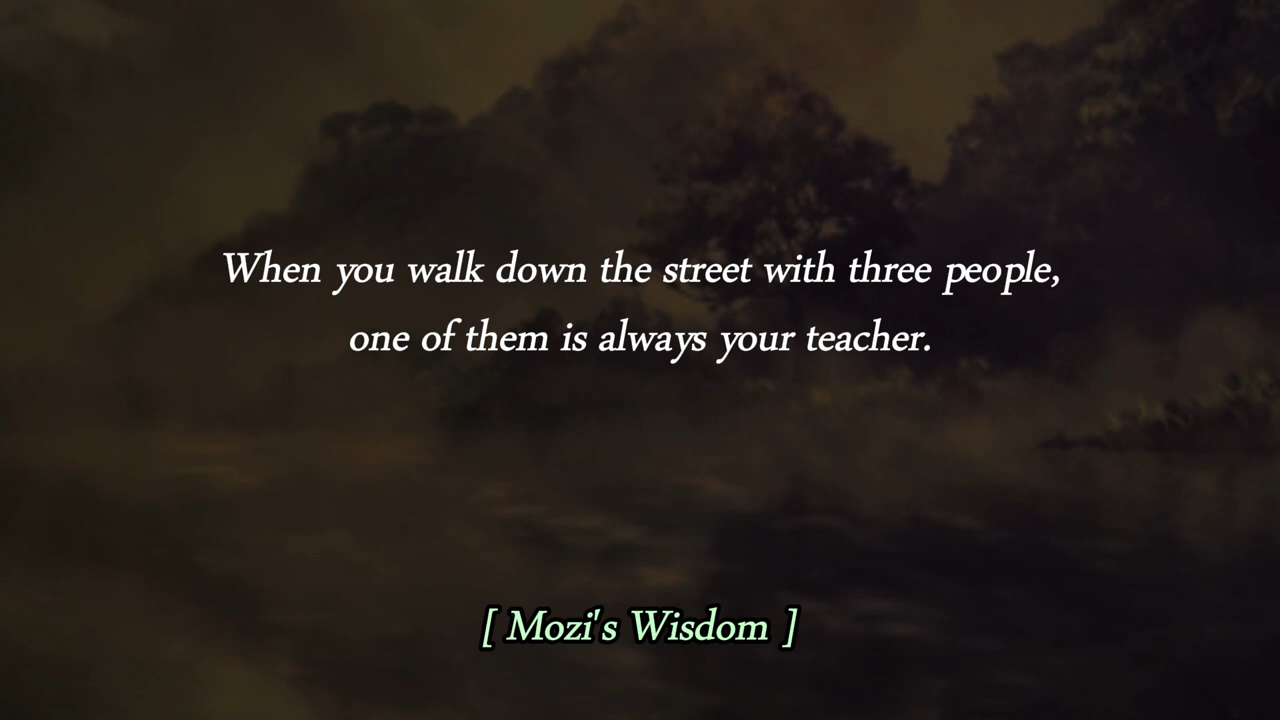 When you walk down the street with three people,
one of them is always your teacher.
[ Mozi's Wisdom ]